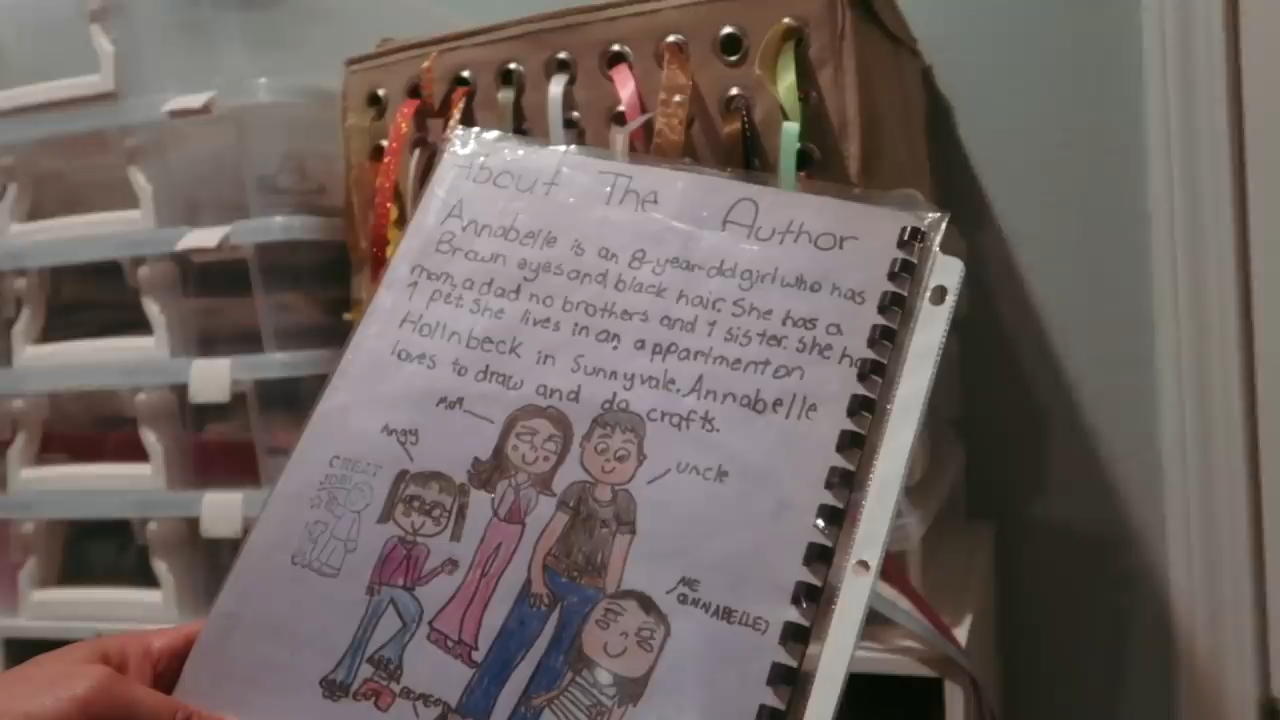 About The Author
Annabelle is an 8-year-old girl who has
Brown eyes and black hair. She has a
mom, a dad no brothers and 1 sister. She ha
1 pet. She lives in an appartment on
Hollnbeck in Sunnyvale. Annabelle
loves to draw and do crafts.
Mom
Angy
Uncle
GREAT
JOB!
ME
(ANNABELLE)